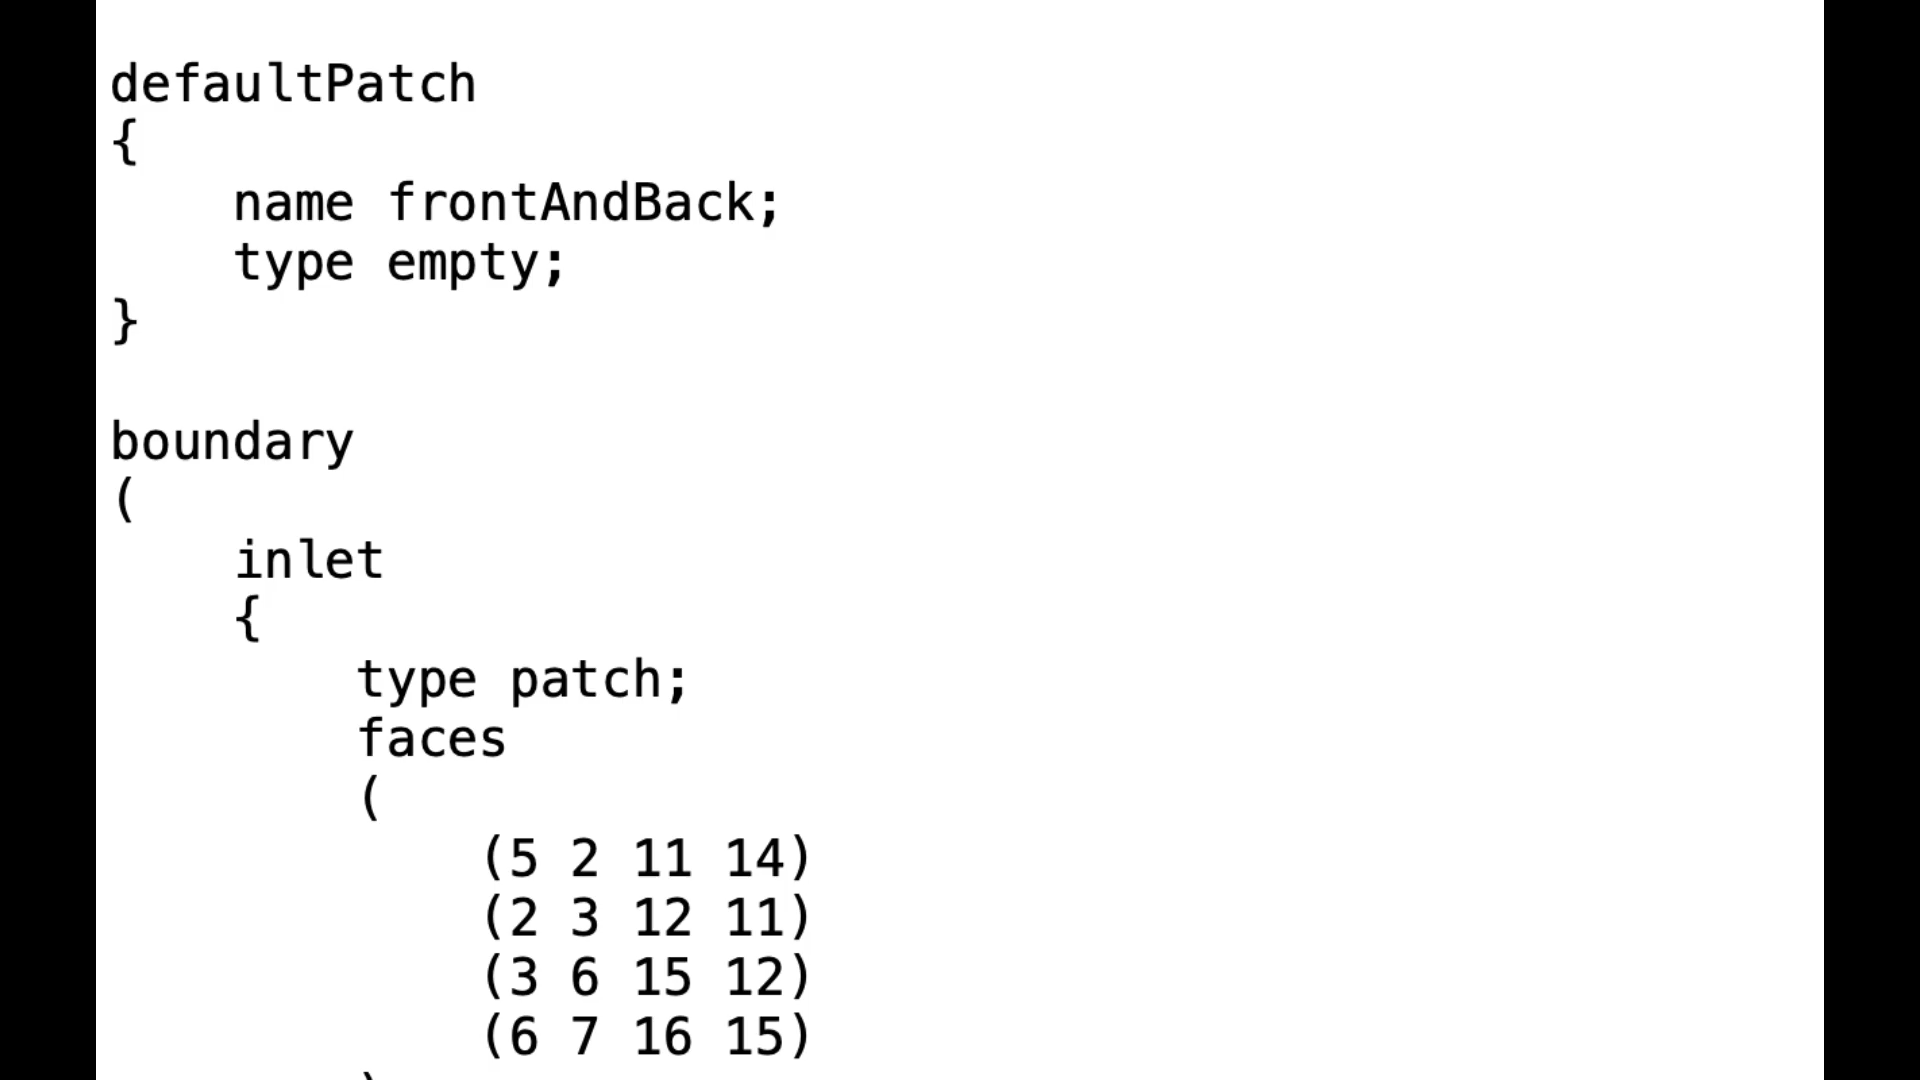 defaultPatch
{
    name frontAndBack;
    type empty;
}

boundary
(
    inlet
    {
        type patch;
        faces
        (
            (5 2 11 14)
            (2 3 12 11)
            (3 6 15 12)
            (6 7 16 15)
        )